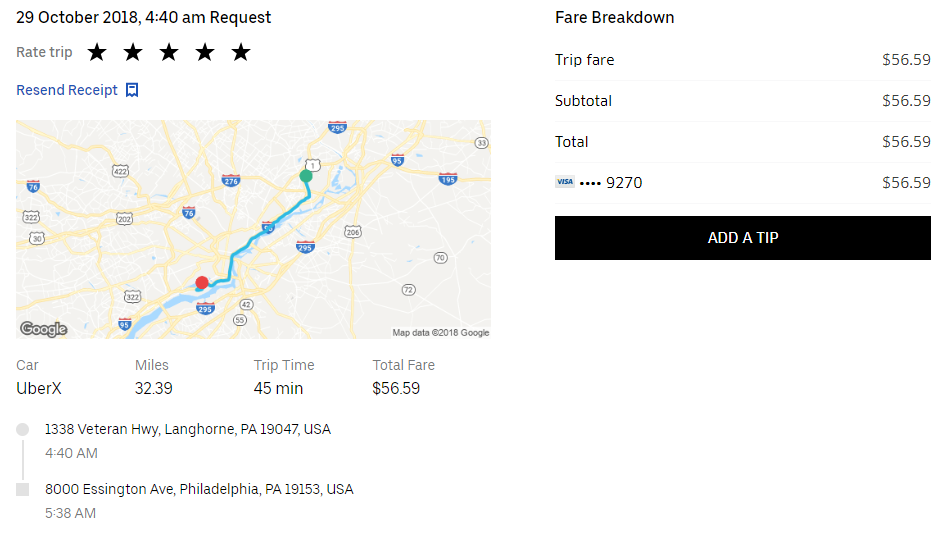 29 October 2018, 4:40 am Request
Rate trip
Resend Receipt
295
33
1
95
422
276
195
76
322
202
76
30
95
206
295
70
72
322
42
295
55
95
Google
Map data ©2018 Google
Car Miles Trip Time Total Fare
UberX 32.39 45 min $56.59
1338 Veteran Hwy, Langhorne, PA 19047, USA
4:40 AM
8000 Essington Ave, Philadelphia, PA 19153, USA
5:38 AM
Fare Breakdown
Trip fare $56.59
Subtotal $56.59
Total $56.59
VISA •••• 9270 $56.59
ADD A TIP